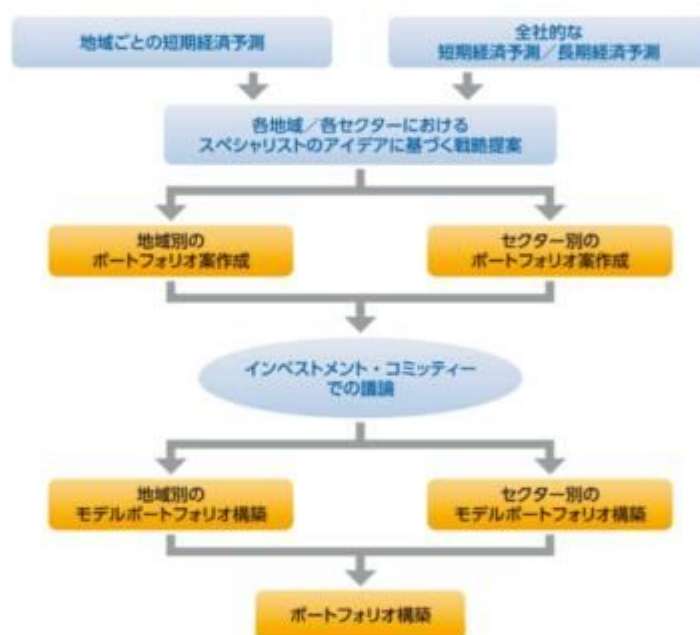 地域ごとの短期経済予測
全社的な
短期経済予測／長期経済予測
各地域／各セクターにおける
スペシャリストのアイデアに基づく戦略提案
地域別の
ポートフォリオ案作成
セクター別の
ポートフォリオ案作成
インベストメント・コミッティー
での議論
地域別の
モデルポートフォリオ構築
セクター別の
モデルポートフォリオ構築
ポートフォリオ構築